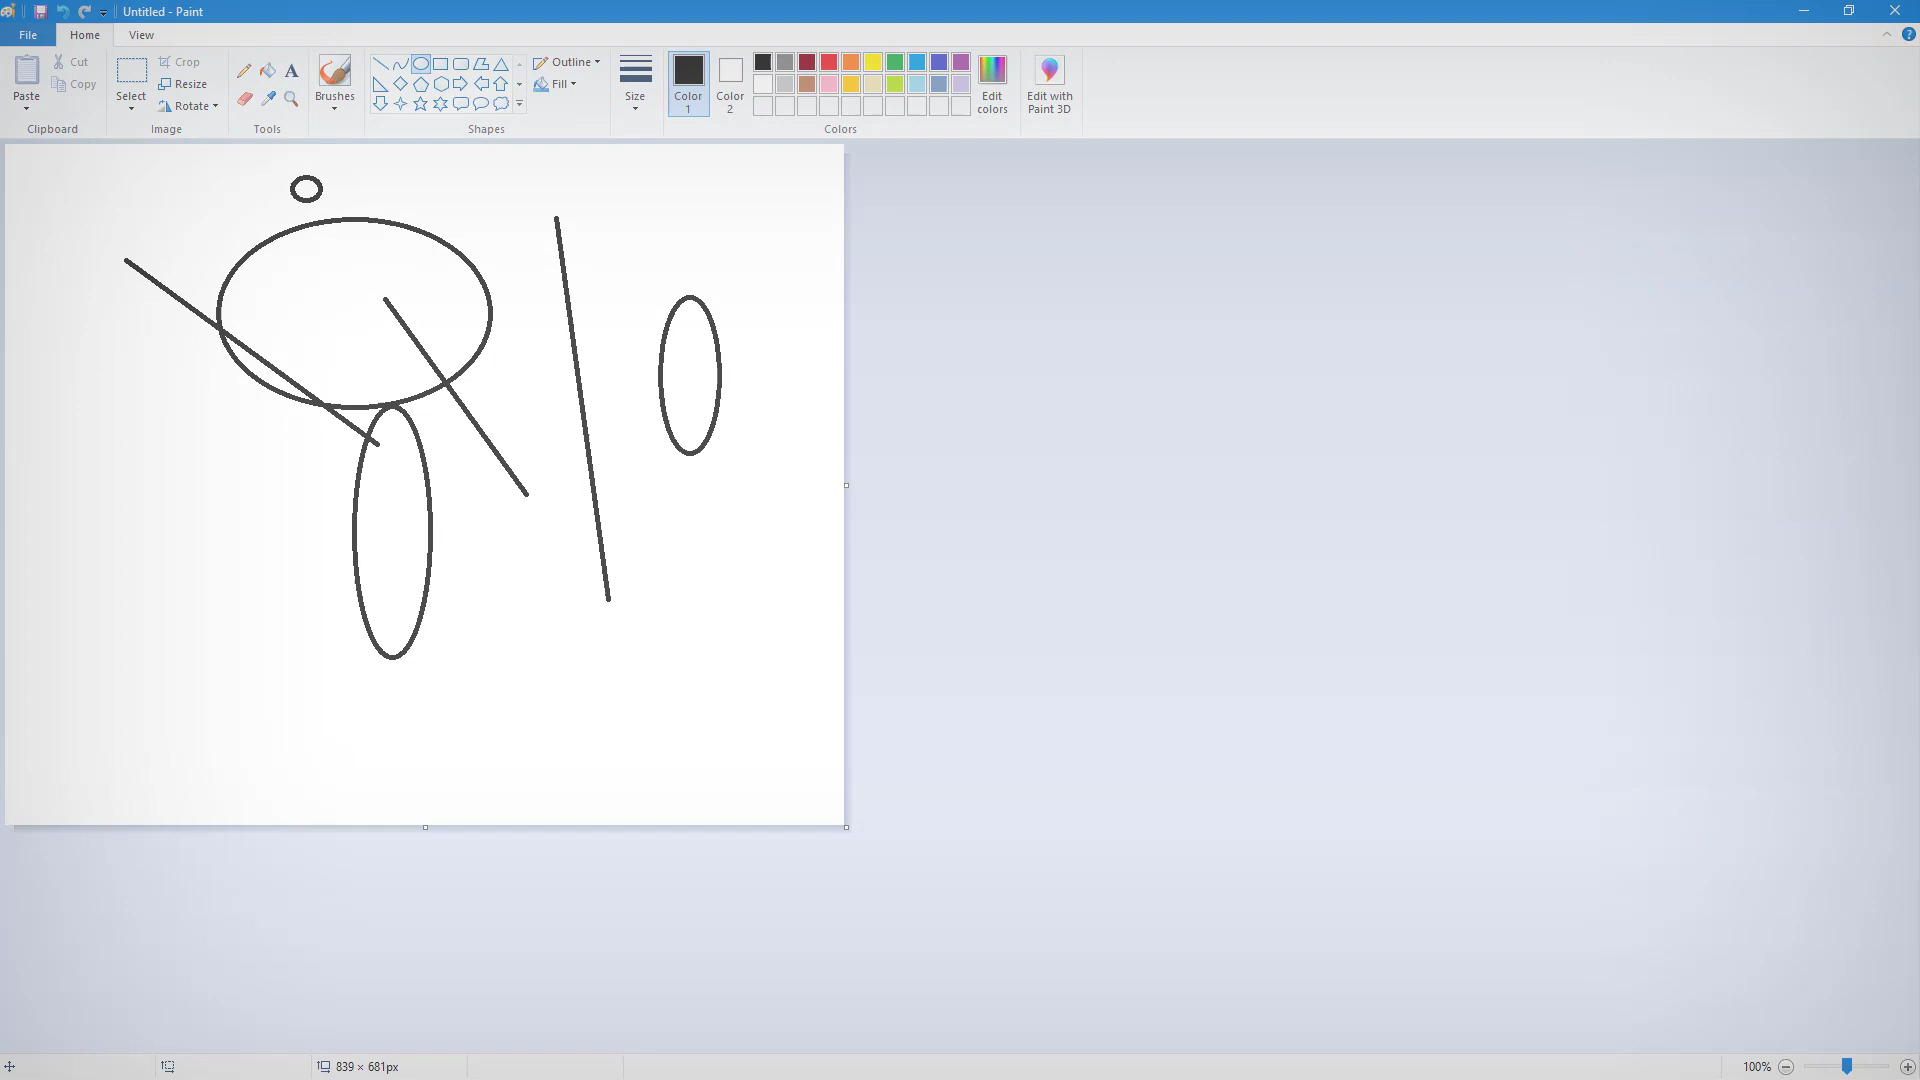 Untitled - Paint
File Home View
Paste
Cut
Copy
Clipboard
Select
Crop
Resize
Rotate
Image
A
Tools
Brushes
Outline
Fill
Shapes
Size
Color 1
Color 2
Edit colors
Colors
Edit with Paint 3D
?
839 × 681px
100%